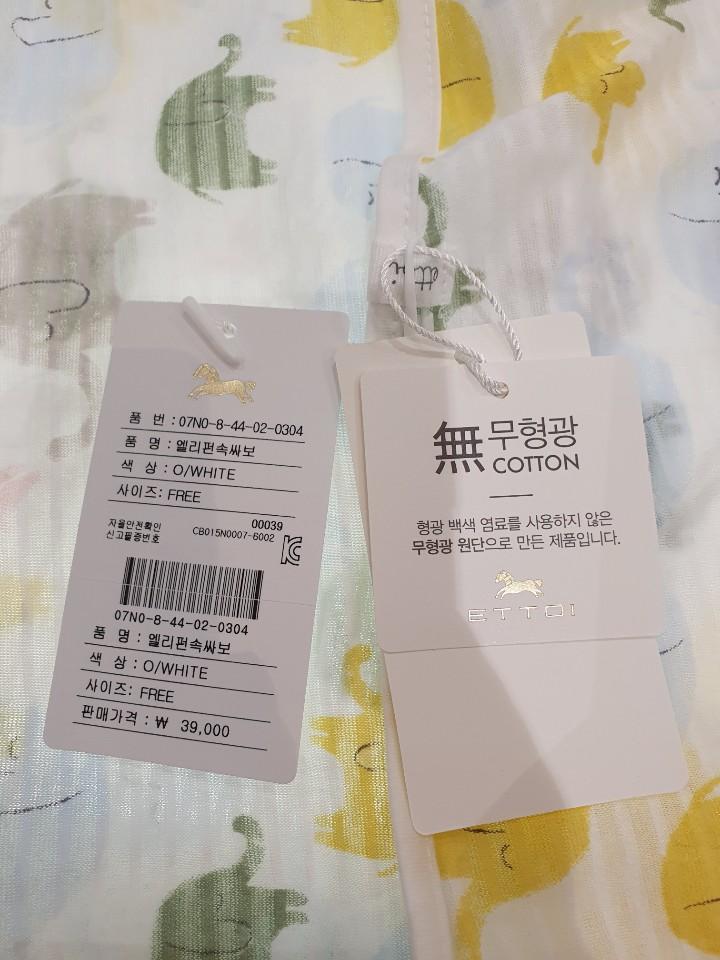 품 번 : 07N0-8-44-02-0304
품 명 : 엘리펀속싸보
색 상 : O/WHITE
사이즈: FREE
자율안전확인
신고필증번호
00039
CB015N0007-6002
07N0-8-44-02-0304
품 명 : 엘리펀속싸보
색 상 : O/WHITE
사이즈: FREE
판매가격 : ₩ 39,000
無 무형광
COTTON
형광 백색 염료를 사용하지 않은
무형광 원단으로 만든 제품입니다.
ETTOI
ettoi